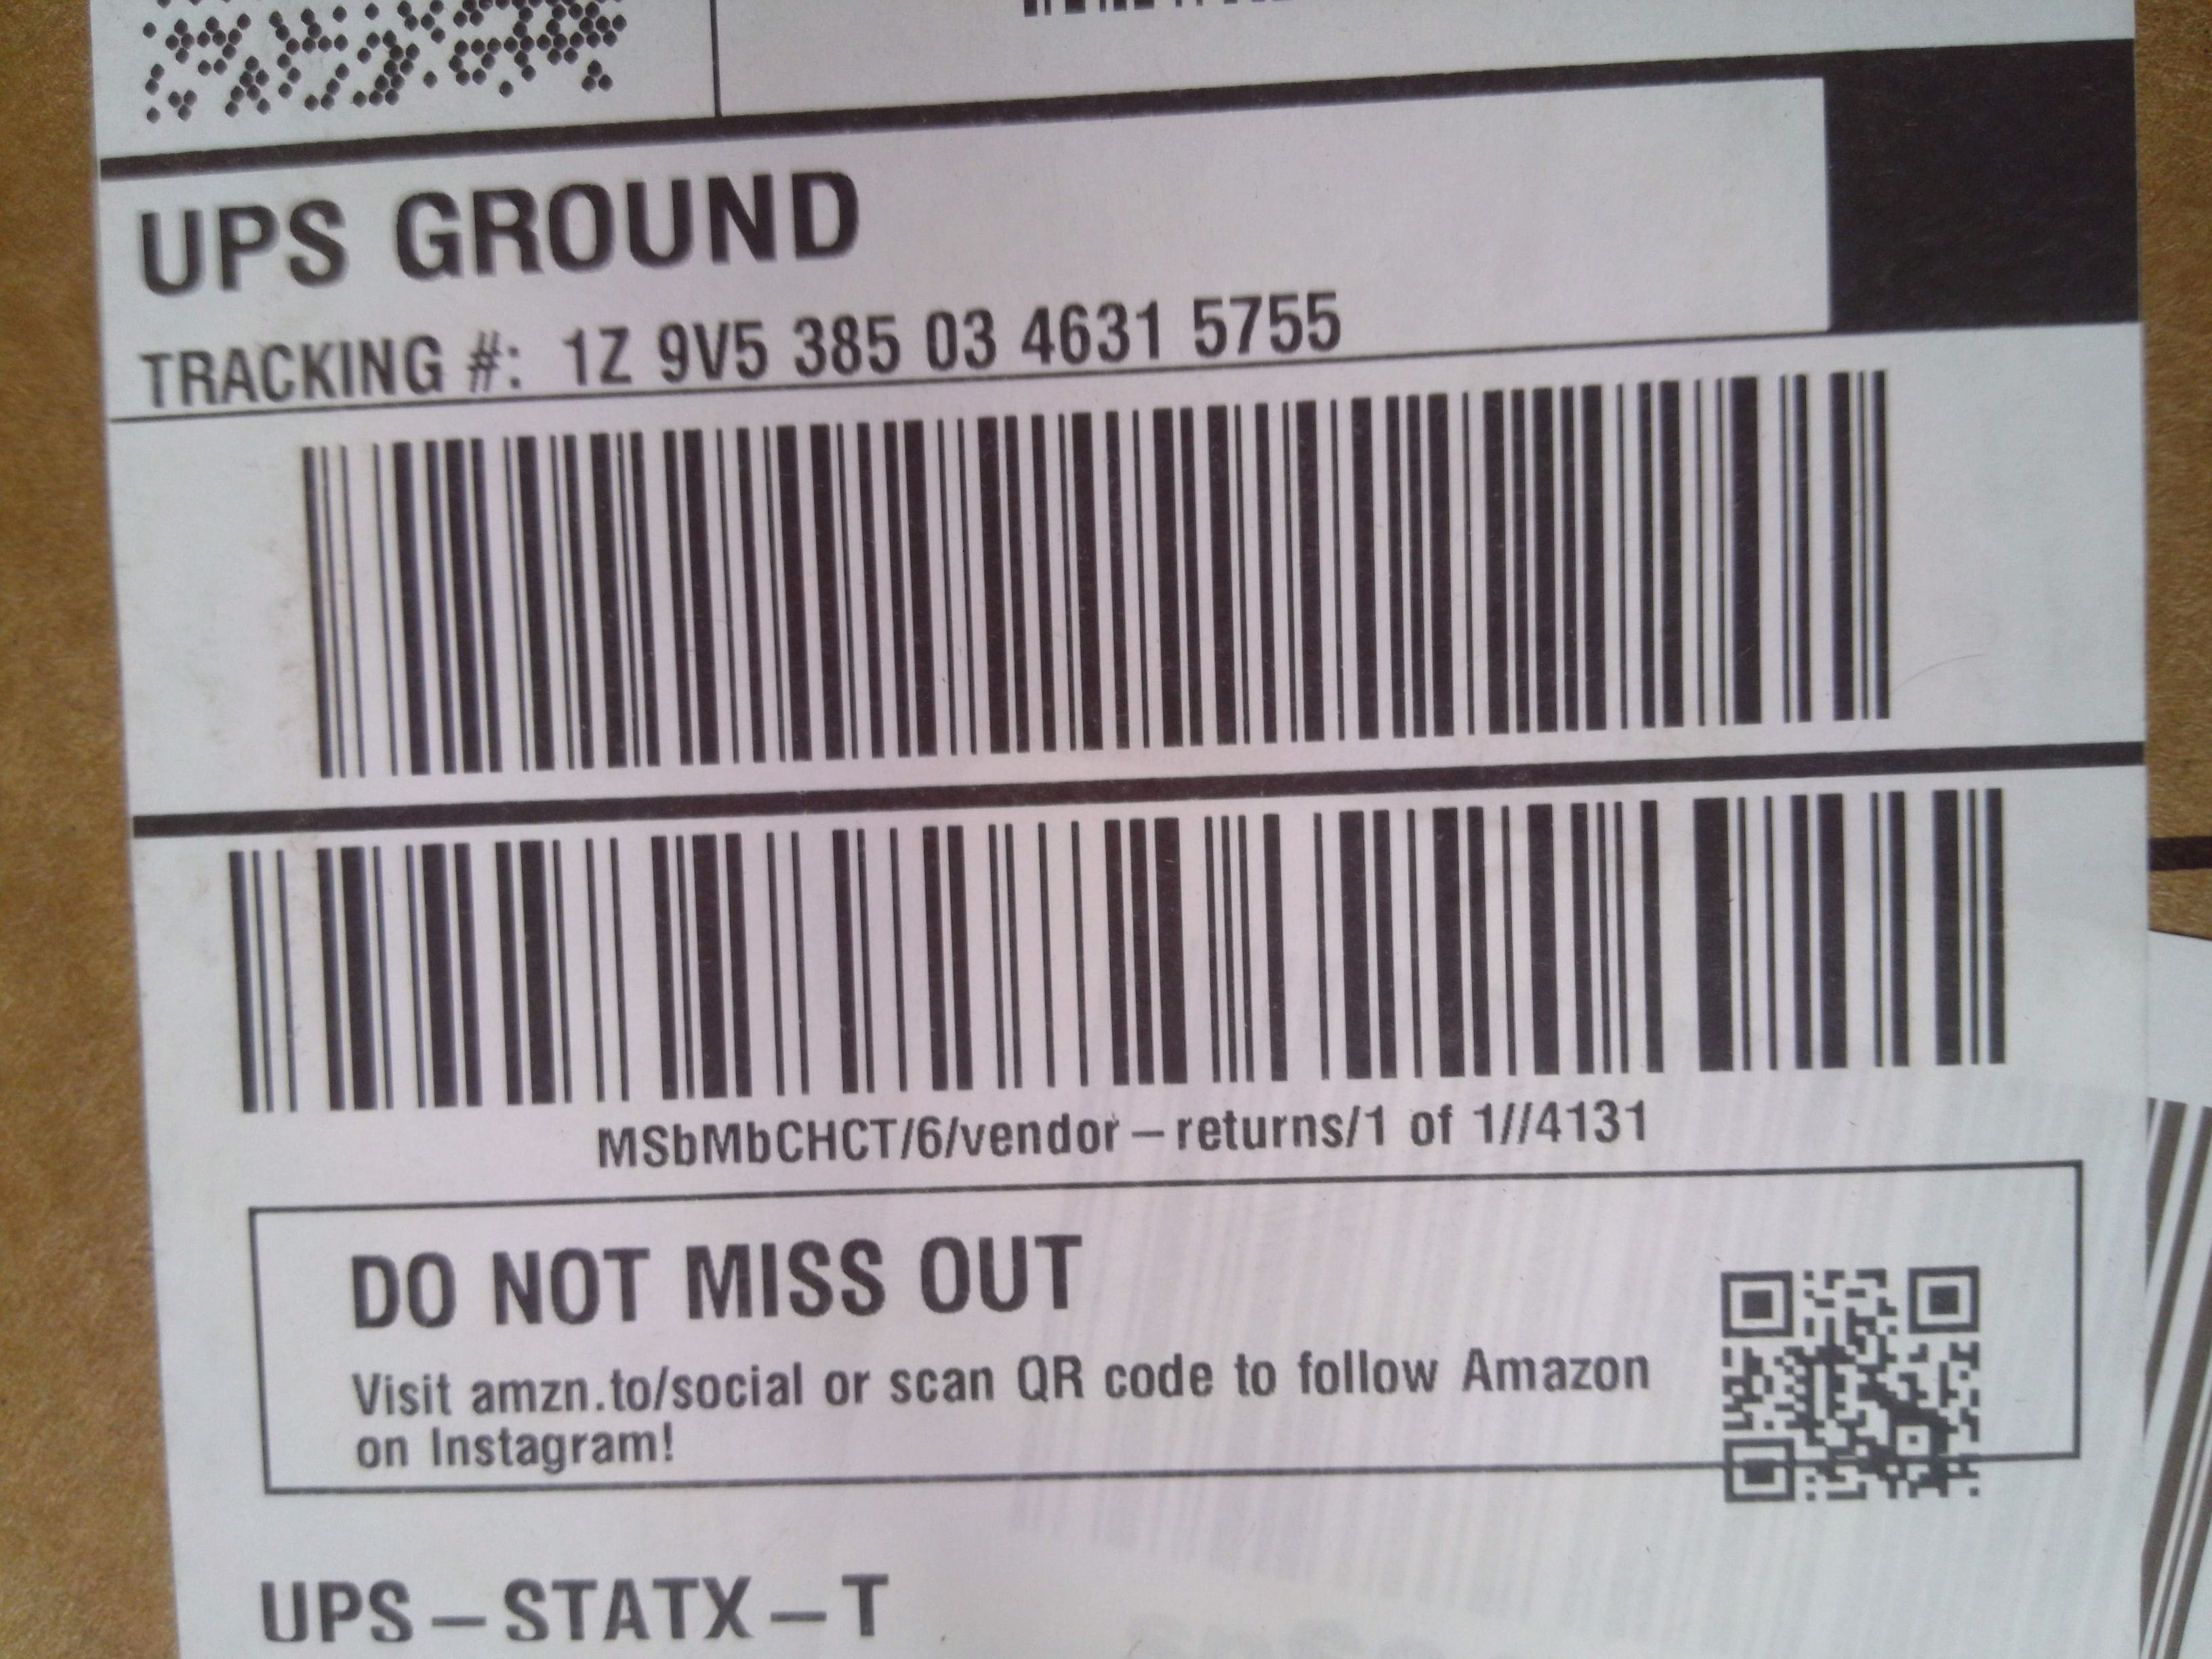 UPS GROUND
TRACKING #: 1Z 9V5 385 03 4631 5755
MSbMbCHCT/6/vendor–returns/1 of 1//4131
DO NOT MISS OUT
Visit amzn.to/social or scan QR code to follow Amazon
on Instagram!
UPS–STATX–T